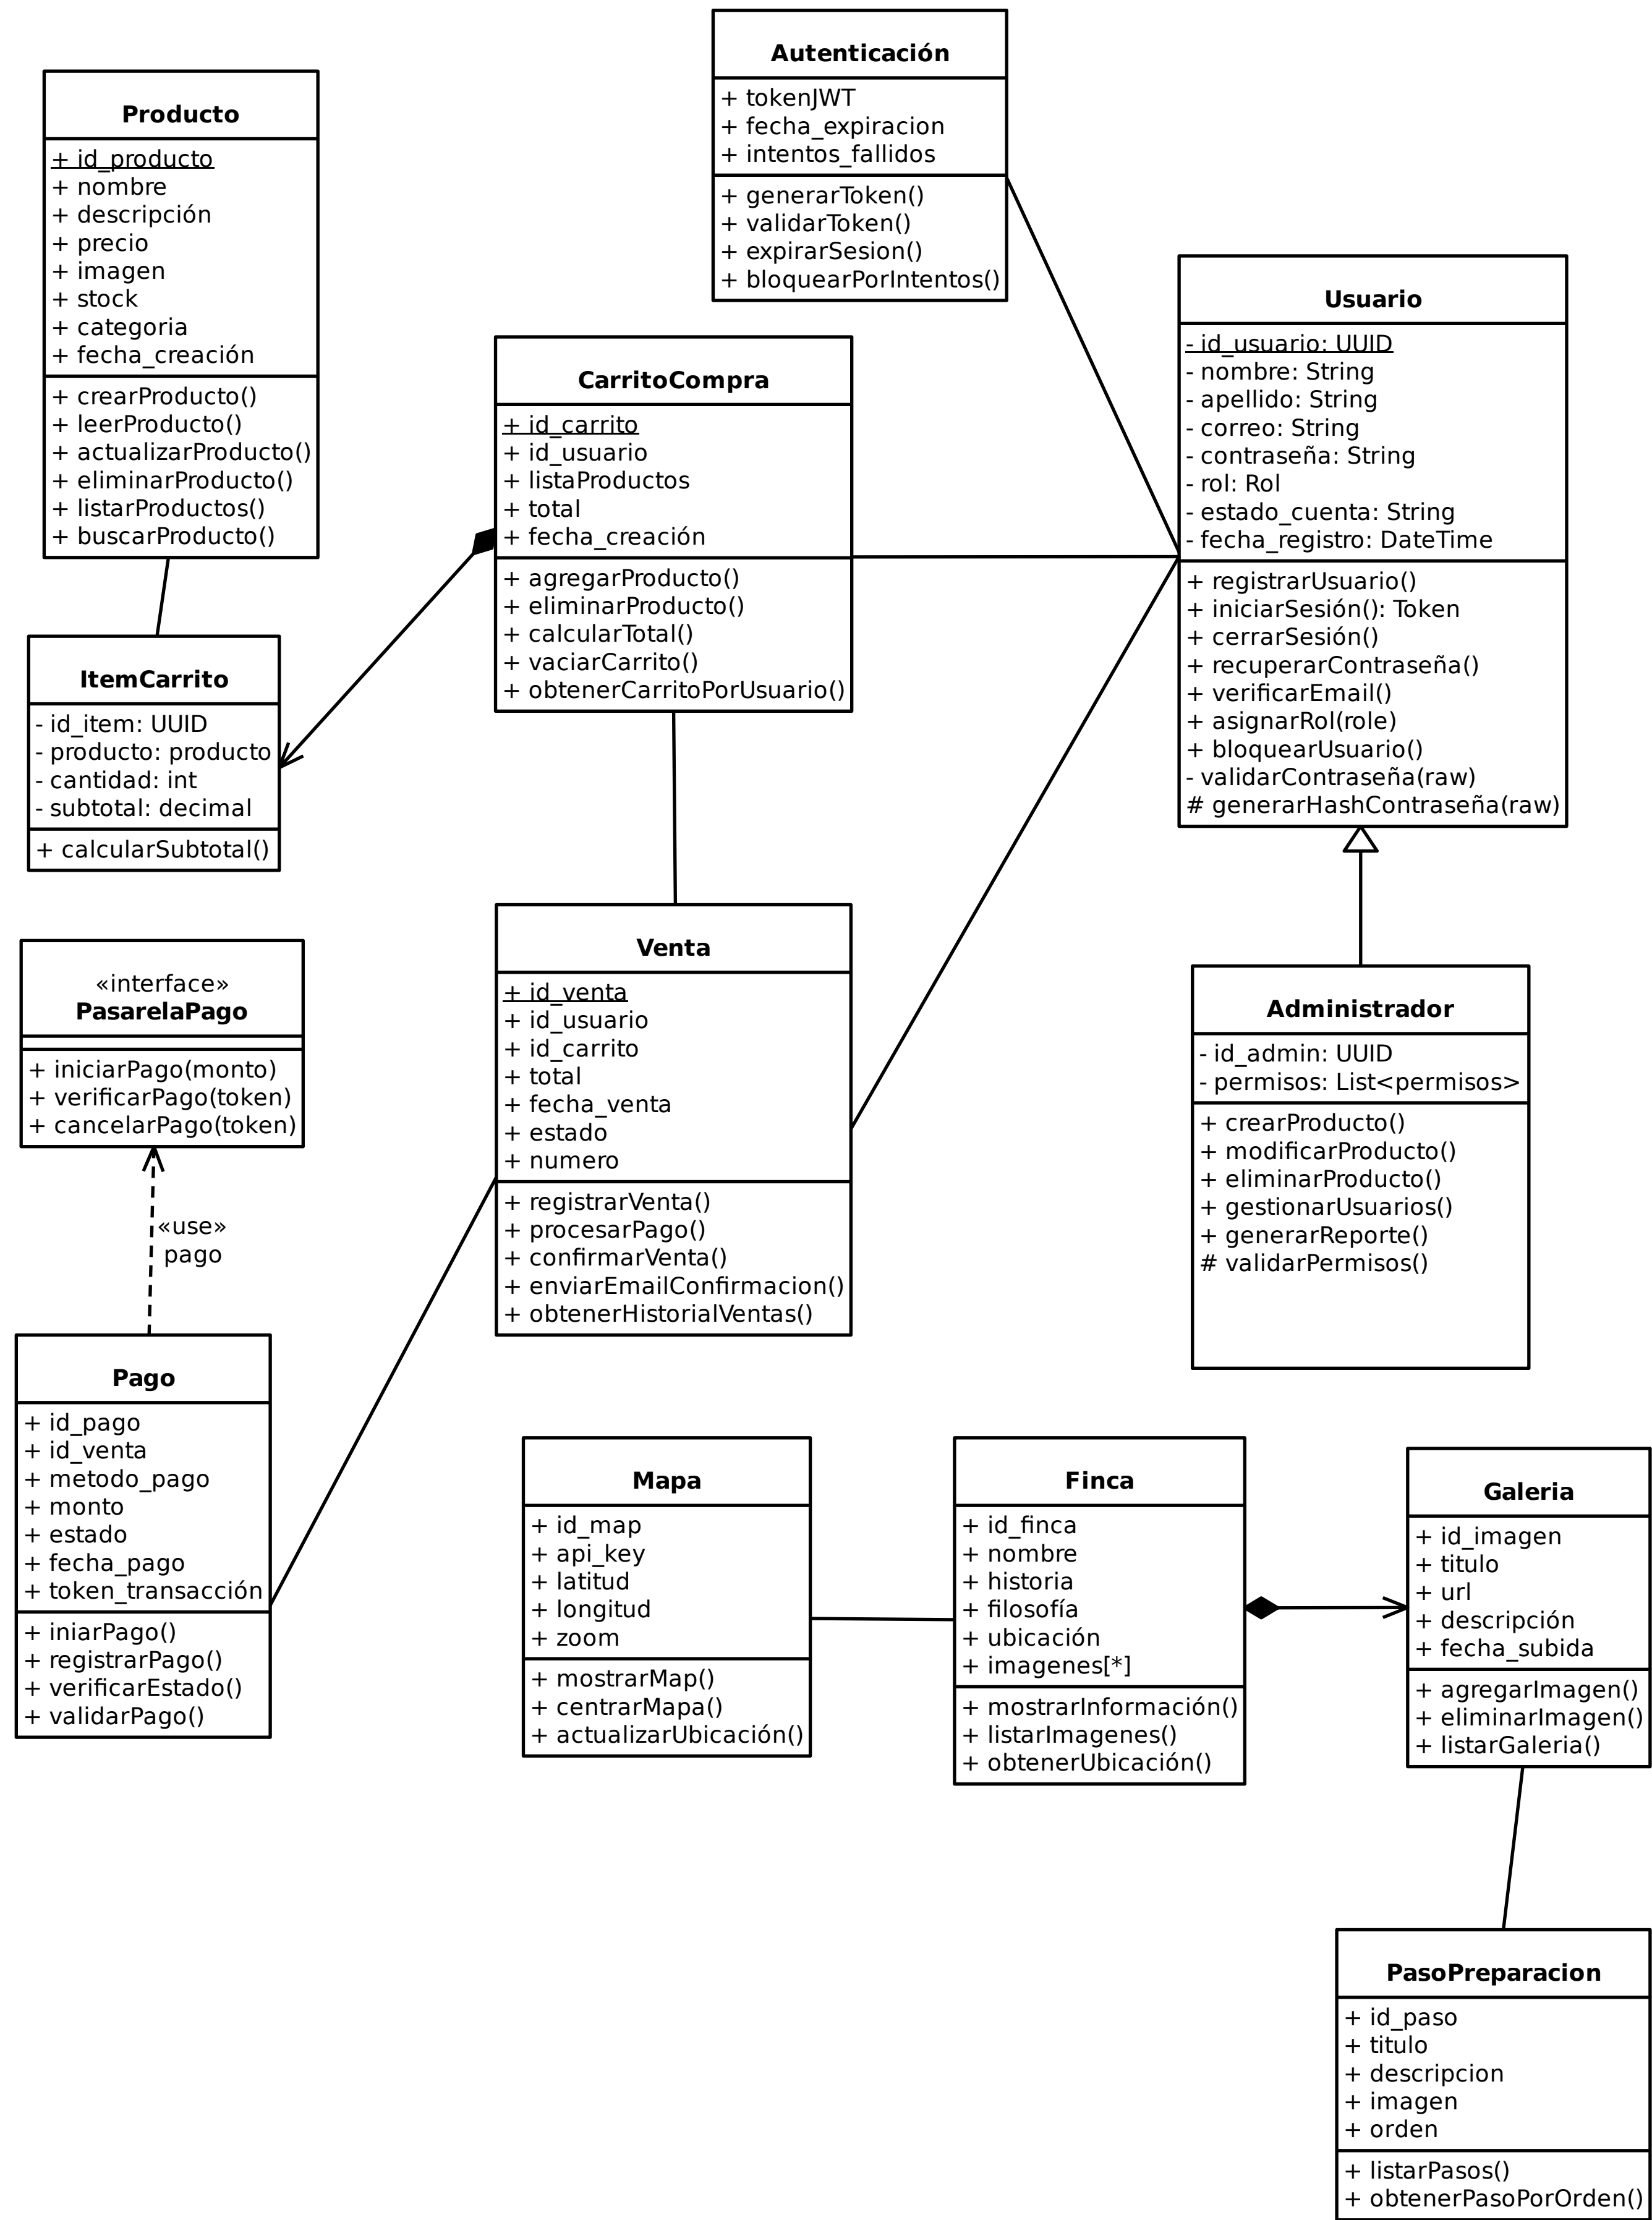 Autenticación
+ tokenJWT
+ fecha_expiracion
+ intentos_fallidos
+ generarToken()
+ validarToken()
+ expirarSesion()
+ bloquearPorIntentos()
Producto
+ id_producto
+ nombre
+ descripción
+ precio
+ imagen
+ stock
+ categoria
+ fecha_creación
+ crearProducto()
+ leerProducto()
+ actualizarProducto()
+ eliminarProducto()
+ listarProductos()
+ buscarProducto()
Usuario
- id_usuario: UUID
- nombre: String
- apellido: String
- correo: String
- contraseña: String
- rol: Rol
- estado_cuenta: String
- fecha_registro: DateTime
+ registrarUsuario()
+ iniciarSesión(): Token
+ cerrarSesión()
+ recuperarContraseña()
+ verificarEmail()
+ asignarRol(role)
+ bloquearUsuario()
- validarContraseña(raw)
# generarHashContraseña(raw)
CarritoCompra
+ id_carrito
+ id_usuario
+ listaProductos
+ total
+ fecha_creación
+ agregarProducto()
+ eliminarProducto()
+ calcularTotal()
+ vaciarCarrito()
+ obtenerCarritoPorUsuario()
ItemCarrito
- id_item: UUID
- producto: producto
- cantidad: int
- subtotal: decimal
+ calcularSubtotal()
Venta
+ id_venta
+ id_usuario
+ id_carrito
+ total
+ fecha_venta
+ estado
+ numero
+ registrarVenta()
+ procesarPago()
+ confirmarVenta()
+ enviarEmailConfirmacion()
+ obtenerHistorialVentas()
«interface»
PasarelaPago
+ iniciarPago(monto)
+ verificarPago(token)
+ cancelarPago(token)
«use»
pago
Administrador
- id_admin: UUID
- permisos: List<permisos>
+ crearProducto()
+ modificarProducto()
+ eliminarProducto()
+ gestionarUsuarios()
+ generarReporte()
# validarPermisos()
Pago
+ id_pago
+ id_venta
+ metodo_pago
+ monto
+ estado
+ fecha_pago
+ token_transacción
+ iniarPago()
+ registrarPago()
+ verificarEstado()
+ validarPago()
Mapa
+ id_map
+ api_key
+ latitud
+ longitud
+ zoom
+ mostrarMap()
+ centrarMapa()
+ actualizarUbicación()
Finca
+ id_finca
+ nombre
+ historia
+ filosofía
+ ubicación
+ imagenes[*]
+ mostrarInformación()
+ listarImagenes()
+ obtenerUbicación()
Galeria
+ id_imagen
+ titulo
+ url
+ descripción
+ fecha_subida
+ agregarImagen()
+ eliminarImagen()
+ listarGaleria()
PasoPreparacion
+ id_paso
+ titulo
+ descripcion
+ imagen
+ orden
+ listarPasos()
+ obtenerPasoPorOrden()